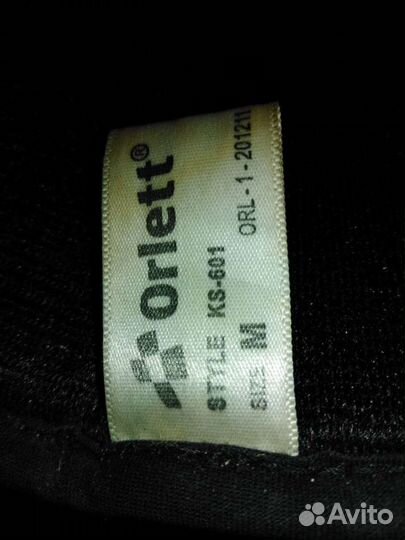 Orlett®
STYLE KS-601
SIZE M ORL-1-201211
Avito